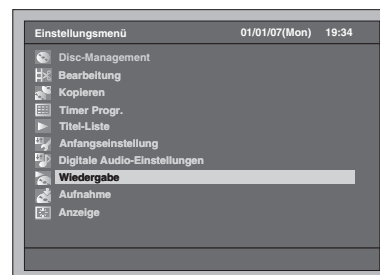 Einstellungsmenü 01/01/07(Mon) 19:34
Disc-Management
Bearbeitung
Kopieren
Timer Progr.
Titel-Liste
Anfangseinstellung
Digitale Audio-Einstellungen
Wiedergabe
Aufnahme
Anzeige